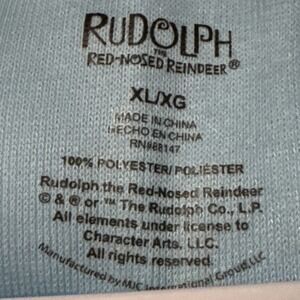 RUDOLPH
THE
RED-NOSED REINDEER®
XL/XG
MADE IN CHINA
HECHO EN CHINA
RN#68147
100% POLYESTER/POLIÉSTER
Rudolph the Red-Nosed Reindeer
© & ® or ™ The Rudolph Co., L.P.
All elements under license to
Character Arts, LLC.
All rights reserved.
Manufactured by MJC International Group, LLC